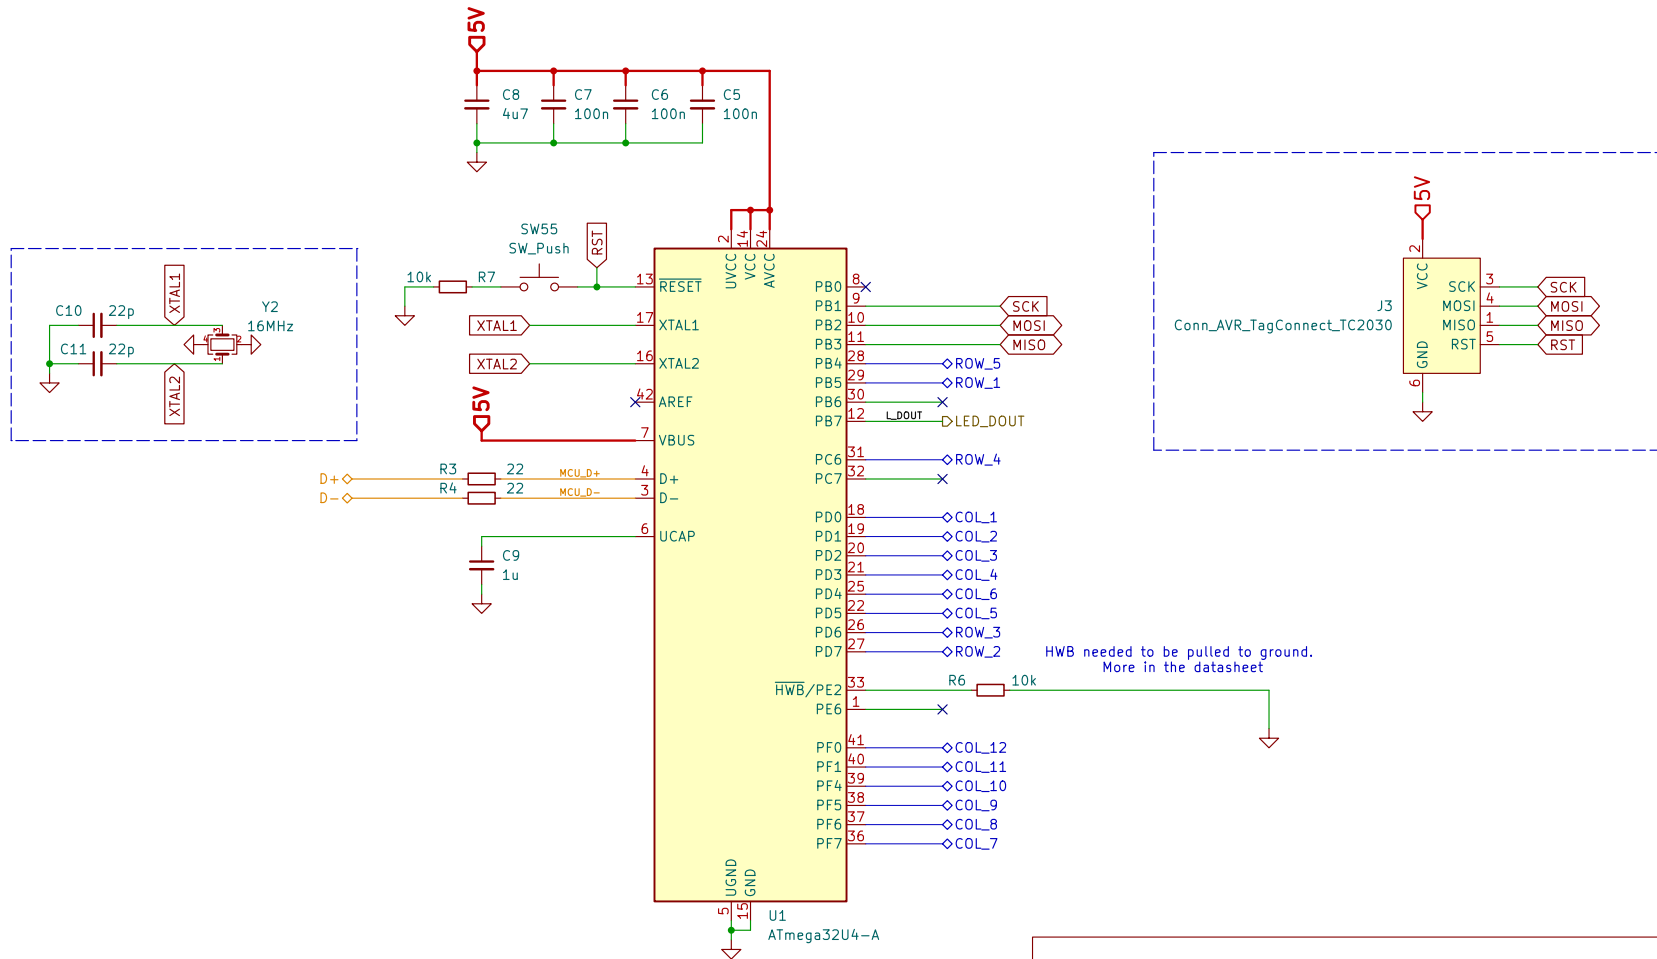 5V
C8
4u7
C7
100n
C6
100n
C5
100n
SW55
SW_Push
RST
10k
R7
C10
22p
C11
22p
XTAL1
XTAL2
Y2
16MHz
3
4
2
1
XTAL1
XTAL2
5V
D+
D-
R3
22
R4
22
MCU_D+
MCU_D-
C9
1u
2
14
24
UVCC
VCC
AVCC
13
RESET
17
XTAL1
16
XTAL2
42
AREF
7
VBUS
4
D+
3
D-
6
UCAP
PB0
8
PB1
9
SCK
PB2
10
MOSI
PB3
11
MISO
PB4
28
ROW_5
PB5
29
ROW_1
PB6
30
PB7
12
L_DOUT
LED_DOUT
PC6
31
ROW_4
PC7
32
PD0
18
COL_1
PD1
19
COL_2
PD2
20
COL_3
PD3
21
COL_4
PD4
25
COL_6
PD5
22
COL_5
PD6
26
ROW_3
PD7
27
ROW_2
HWB/PE2
33
R6
10k
PE6
1
PF0
41
COL_12
PF1
40
COL_11
PF4
39
COL_10
PF5
38
COL_9
PF6
37
COL_8
PF7
36
COL_7
UGND
GND
5
15
U1
ATmega32U4-A
HWB needed to be pulled to ground.
More in the datasheet
5V
2
VCC
J3
Conn_AVR_TagConnect_TC2030
SCK
3
SCK
MOSI
4
MOSI
MISO
1
MISO
RST
5
RST
GND
6